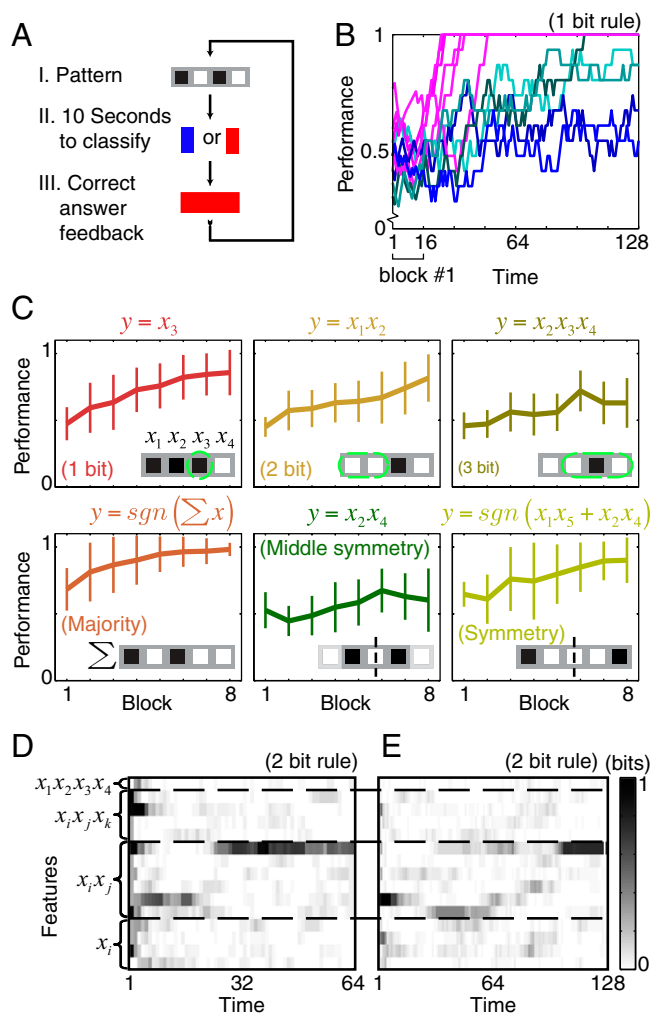 A
I. Pattern
II. 10 Seconds
to classify
or
III. Correct
answer
feedback
B
(1 bit rule)
Performance
1
0.5
0
1 16 64 128
block #1
Time
C
y = x₃
y = x₁x₂
y = x₂x₃x₄
Performance
1
0
x₁ x₂ x₃ x₄
(1 bit)
(2 bit)
(3 bit)
y = sgn (∑ x)
y = x₂x₄
y = sgn (x₁x₅ + x₂x₄)
Performance
1
0
(Majority)
(Middle symmetry)
(Symmetry)
∑
1 Block 8
1 Block 8
1 Block 8
D
(2 bit rule)
E
(2 bit rule)
(bits)
Features
x₁x₂x₃x₄
xᵢxⱼxₖ
xᵢxⱼ
xᵢ
1
0
1 32 64
Time
1 64 128
Time